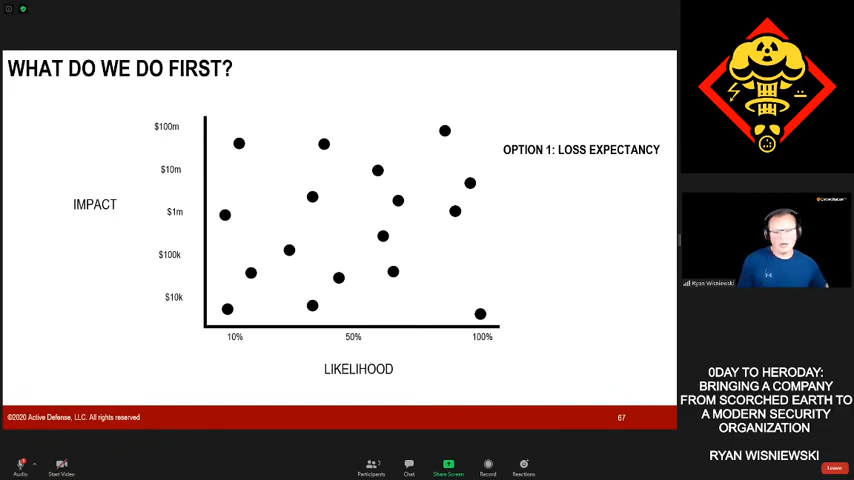 WHAT DO WE DO FIRST?
$100m
OPTION 1: LOSS EXPECTANCY
$10m
IMPACT
$1m
$100k
$10k
10%
50%
100%
LIKELIHOOD
©2020 Active Defense, LLC. All rights reserved
67
Ryan Wisniewski
0DAY TO HERODAY:
BRINGING A COMPANY
FROM SCORCHED EARTH TO
A MODERN SECURITY
ORGANIZATION
RYAN WISNIEWSKI
Audio
Start Video
Participants
3
Chat
Share Screen
Record
Reactions
Leave